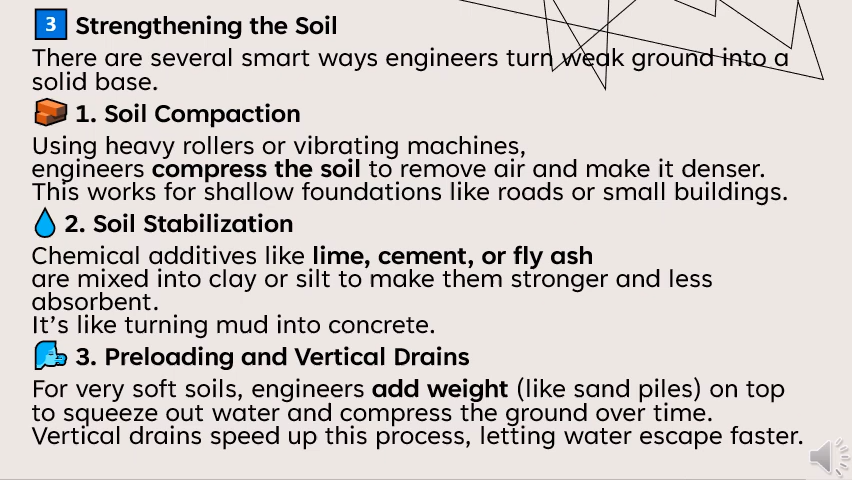 3 Strengthening the Soil
There are several smart ways engineers turn weak ground into a
solid base.
1. Soil Compaction
Using heavy rollers or vibrating machines,
engineers compress the soil to remove air and make it denser.
This works for shallow foundations like roads or small buildings.
2. Soil Stabilization
Chemical additives like lime, cement, or fly ash
are mixed into clay or silt to make them stronger and less
absorbent.
It’s like turning mud into concrete.
3. Preloading and Vertical Drains
For very soft soils, engineers add weight (like sand piles) on top
to squeeze out water and compress the ground over time.
Vertical drains speed up this process, letting water escape faster.